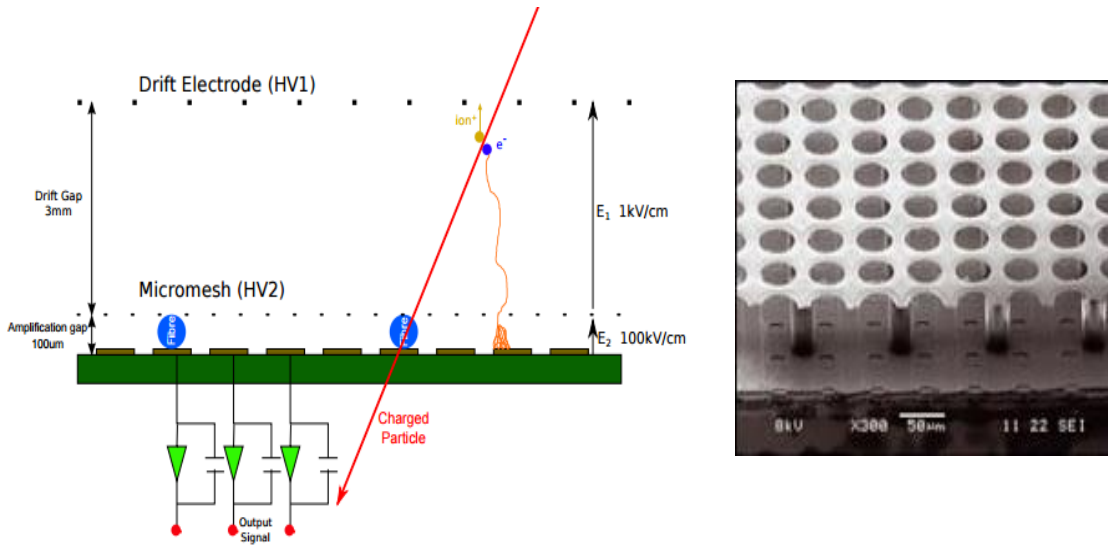 Drift Electrode (HV1)
ion⁺
e⁻
Drift Gap
3mm
E₁ 1kV/cm
Micromesh (HV2)
Amplification gap
100um
Fibre
Fibre
E₂ 100kV/cm
Charged
Particle
Output
Signal
8kV X300 50μm 11 22 SEI